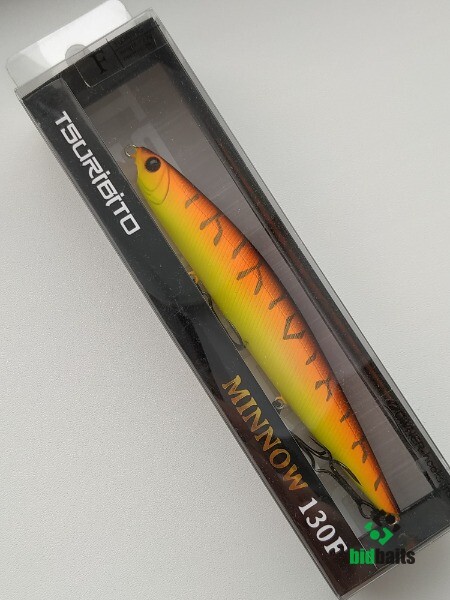 F
TSURIBITO
MINNOW 130F
bidbaits